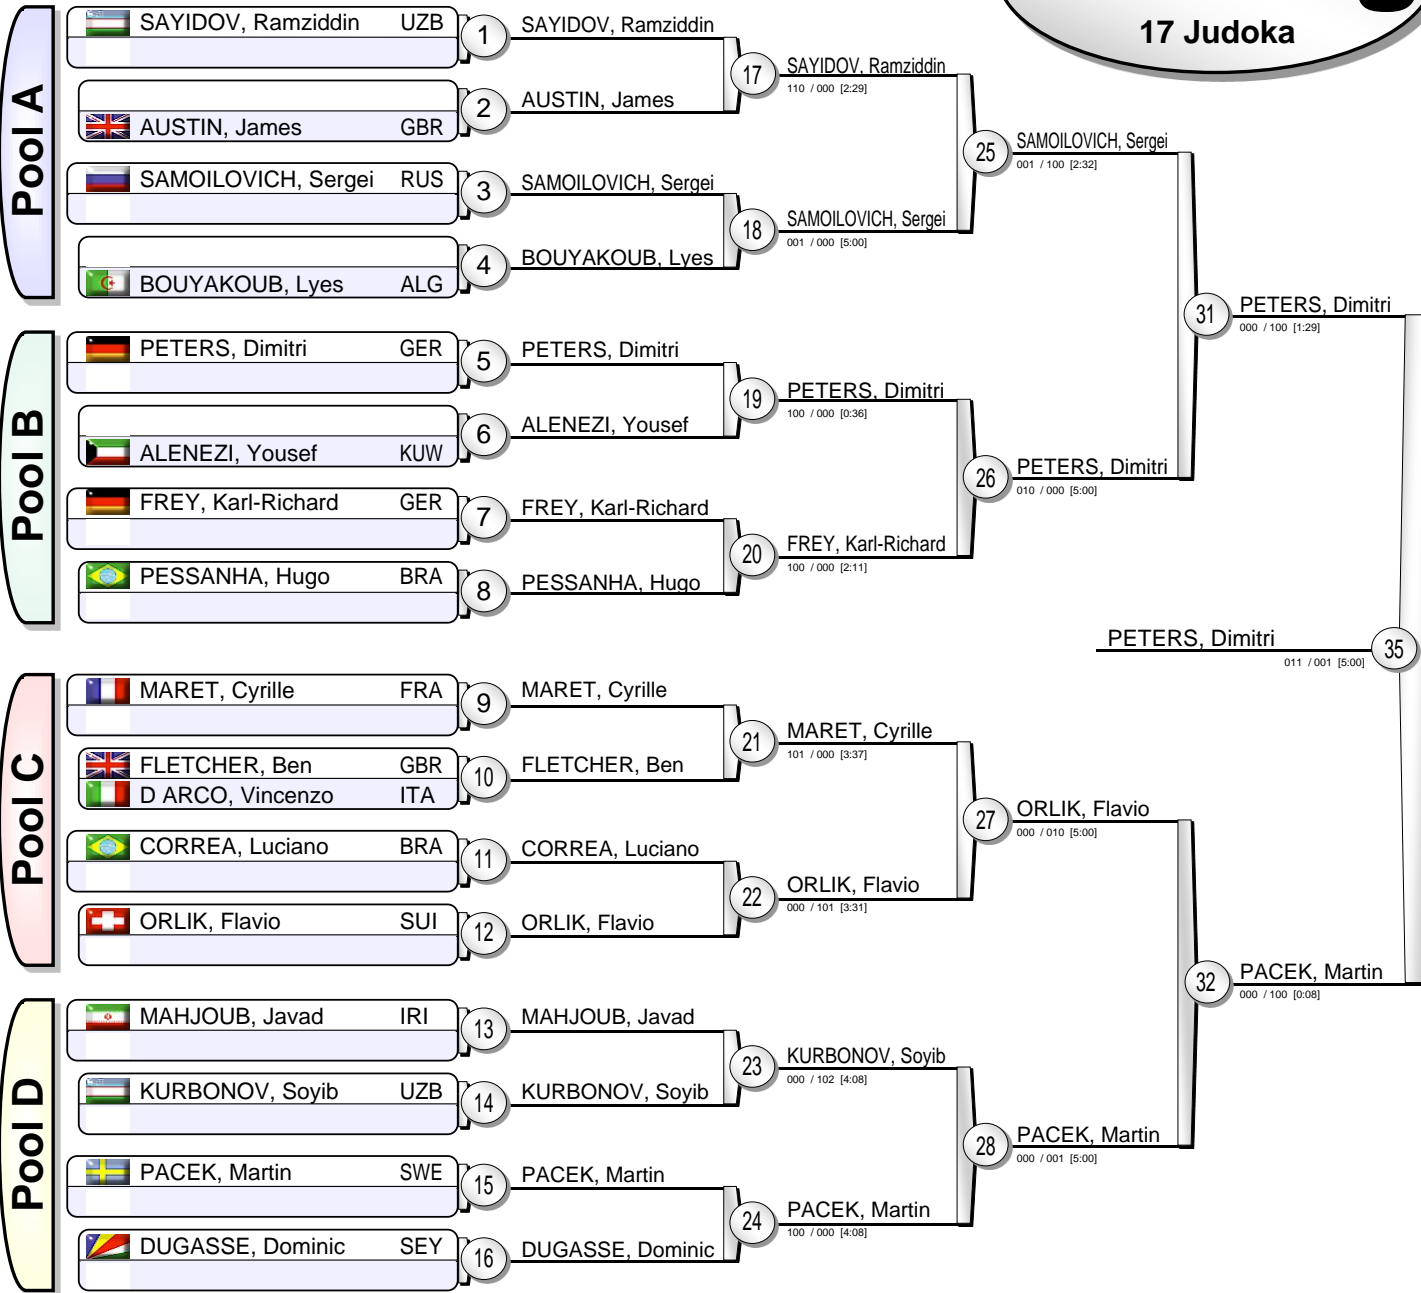 17 Judoka
Pool A
SAYIDOV, Ramziddin UZB
1
SAYIDOV, Ramziddin
AUSTIN, James GBR
2
AUSTIN, James
17
SAYIDOV, Ramziddin
110 / 000 [2:29]
SAMOILOVICH, Sergei RUS
3
SAMOILOVICH, Sergei
BOUYAKOUB, Lyes ALG
4
BOUYAKOUB, Lyes
18
SAMOILOVICH, Sergei
001 / 000 [5:00]
25
SAMOILOVICH, Sergei
001 / 100 [2:32]
Pool B
PETERS, Dimitri GER
5
PETERS, Dimitri
ALENEZI, Yousef KUW
6
ALENEZI, Yousef
19
PETERS, Dimitri
100 / 000 [0:36]
FREY, Karl-Richard GER
7
FREY, Karl-Richard
PESSANHA, Hugo BRA
8
PESSANHA, Hugo
20
FREY, Karl-Richard
100 / 000 [2:11]
26
PETERS, Dimitri
010 / 000 [5:00]
31
PETERS, Dimitri
000 / 100 [1:29]
PETERS, Dimitri
011 / 001 [5:00]
35
Pool C
MARET, Cyrille FRA
9
MARET, Cyrille
FLETCHER, Ben GBR
D ARCO, Vincenzo ITA
10
FLETCHER, Ben
21
MARET, Cyrille
101 / 000 [3:37]
CORREA, Luciano BRA
11
CORREA, Luciano
ORLIK, Flavio SUI
12
ORLIK, Flavio
22
ORLIK, Flavio
000 / 101 [3:31]
27
ORLIK, Flavio
000 / 010 [5:00]
Pool D
MAHJOUB, Javad IRI
13
MAHJOUB, Javad
KURBONOV, Soyib UZB
14
KURBONOV, Soyib
23
KURBONOV, Soyib
000 / 102 [4:08]
PACEK, Martin SWE
15
PACEK, Martin
DUGASSE, Dominic SEY
16
DUGASSE, Dominic
24
PACEK, Martin
100 / 000 [4:08]
28
PACEK, Martin
000 / 001 [5:00]
32
PACEK, Martin
000 / 100 [0:08]